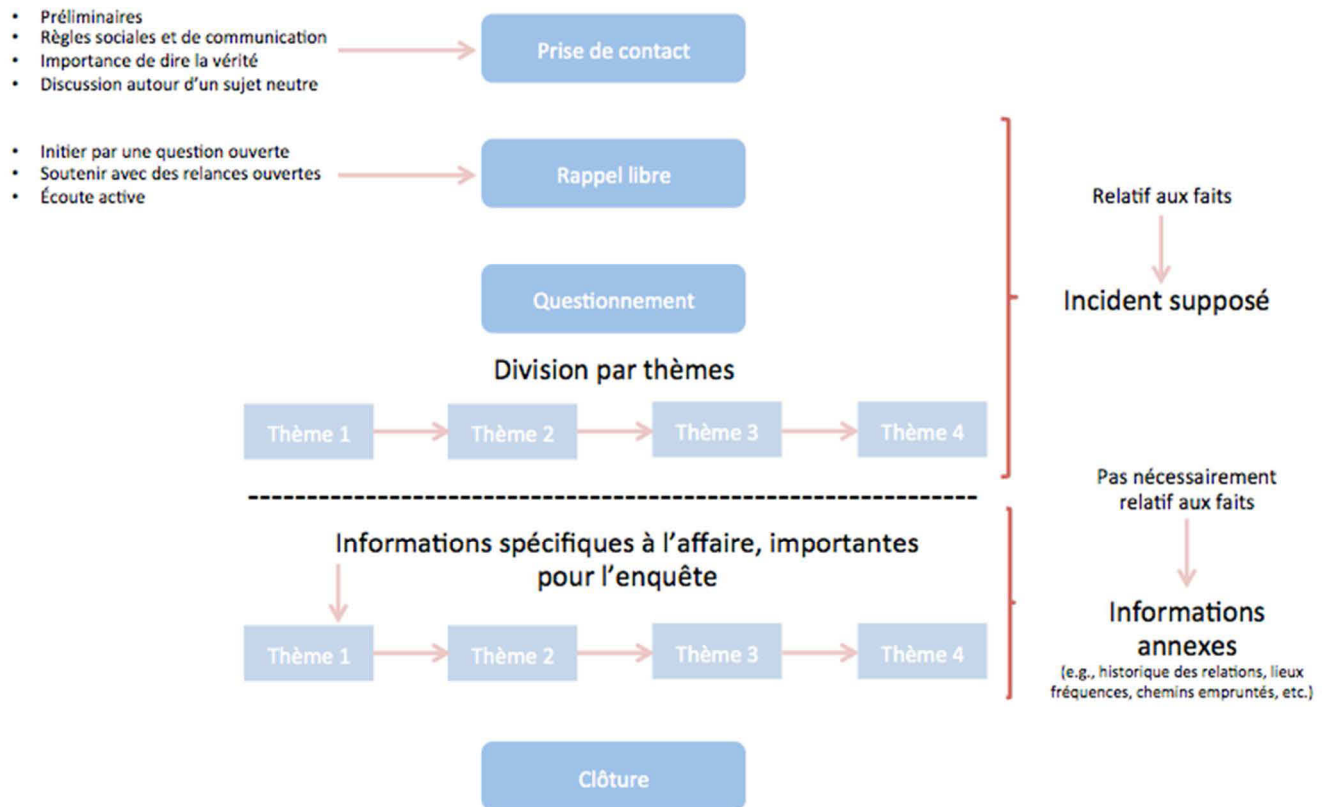 • Préliminaires
• Règles sociales et de communication
• Importance de dire la vérité
• Discussion autour d'un sujet neutre
Prise de contact
• Initier par une question ouverte
• Soutenir avec des relances ouvertes
• Écoute active
Rappel libre
Relatif aux faits
Questionnement
Incident supposé
Division par thèmes
Thème 1
Thème 2
Thème 3
Thème 4
Pas nécessairement
relatif aux faits
Informations spécifiques à l'affaire, importantes
pour l'enquête
Thème 1
Thème 2
Thème 3
Thème 4
Informations
annexes
(e.g., historique des relations, lieux
fréquences, chemins empruntés, etc.)
Clôture